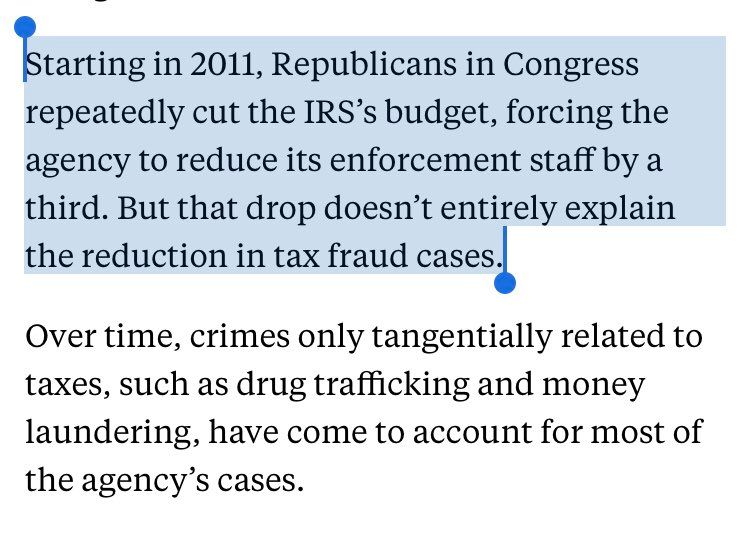 Starting in 2011, Republicans in Congress
repeatedly cut the IRS’s budget, forcing the
agency to reduce its enforcement staff by a
third. But that drop doesn’t entirely explain
the reduction in tax fraud cases.
Over time, crimes only tangentially related to
taxes, such as drug trafficking and money
laundering, have come to account for most of
the agency’s cases.